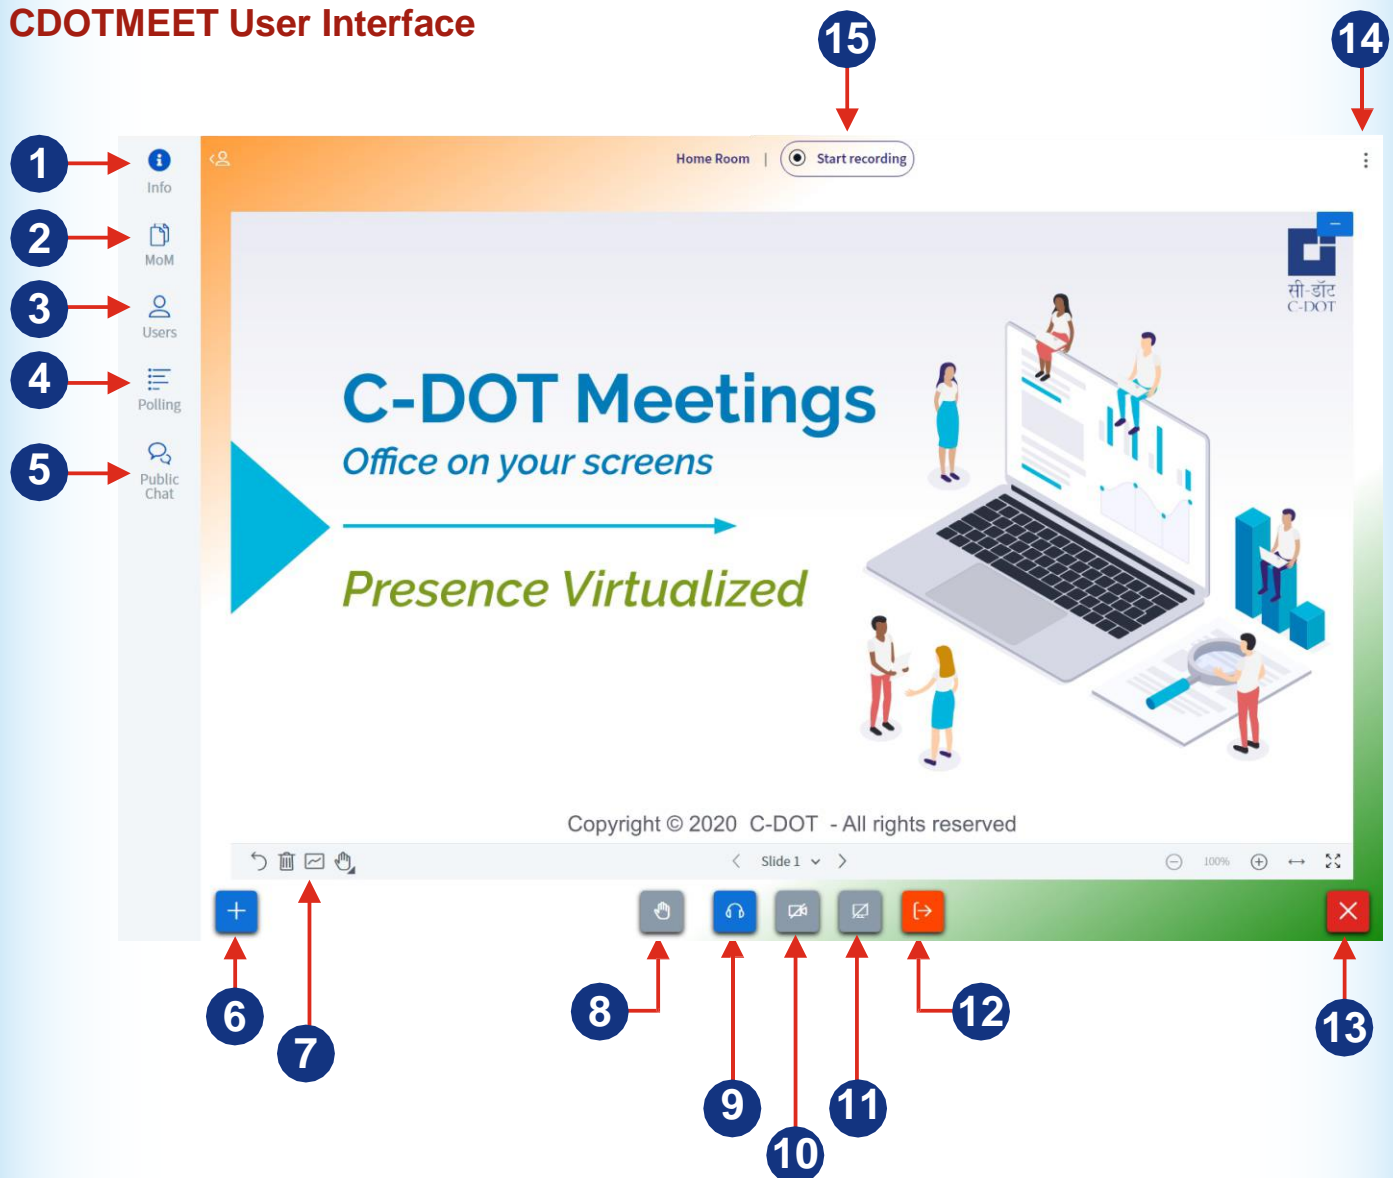 CDOTMEET User Interface
15
14
1
Info
Home Room | Start recording
2
MoM
3
Users
सी-डॉट
C-DOT
4
Polling
5
Public
Chat
C-DOT Meetings
Office on your screens
Presence Virtualized
Copyright © 2020 C-DOT - All rights reserved
Slide 1
100%
6
7
8
9
10
11
12
13